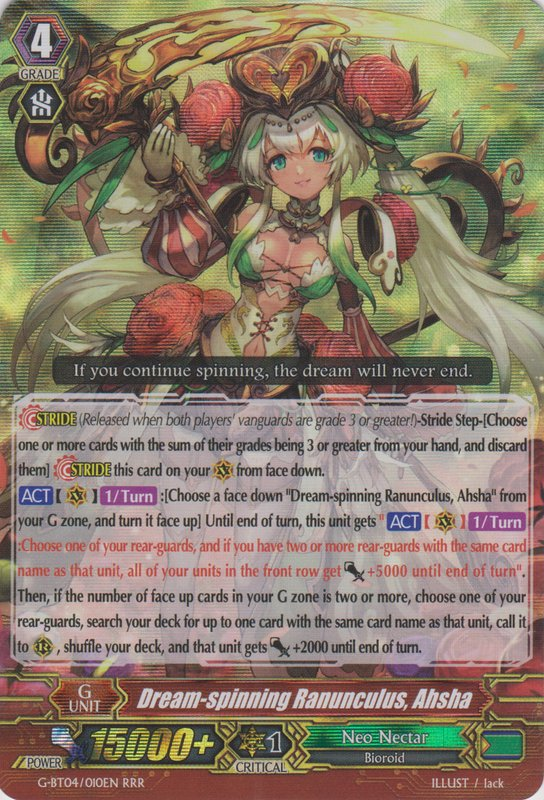 4
GRADE
If you continue spinning, the dream will never end.
STRIDE (Released when both players' vanguards are grade 3 or greater!)-Stride Step-[Choose
one or more cards with the sum of their grades being 3 or greater from your hand, and discard
them] STRIDE this card on your from face down.
ACT 【 】 1/Turn :[Choose a face down "Dream-spinning Ranunculus, Ahsha" from
your G zone, and turn it face up] Until end of turn, this unit gets " ACT 【 】 1/Turn
:Choose one of your rear-guards, and if you have two or more rear-guards with the same card
name as that unit, all of your units in the front row get +5000 until end of turn".
Then, if the number of face up cards in your G zone is two or more, choose one of your
rear-guards, search your deck for up to one card with the same card name as that unit, call it
to , shuffle your deck, and that unit gets +2000 until end of turn.
G
UNIT
Dream-spinning Ranunculus, Ahsha
POWER
15000+
1
CRITICAL
Neo Nectar
Bioroid
G-BT04/010EN RRR
ILLUST / lack